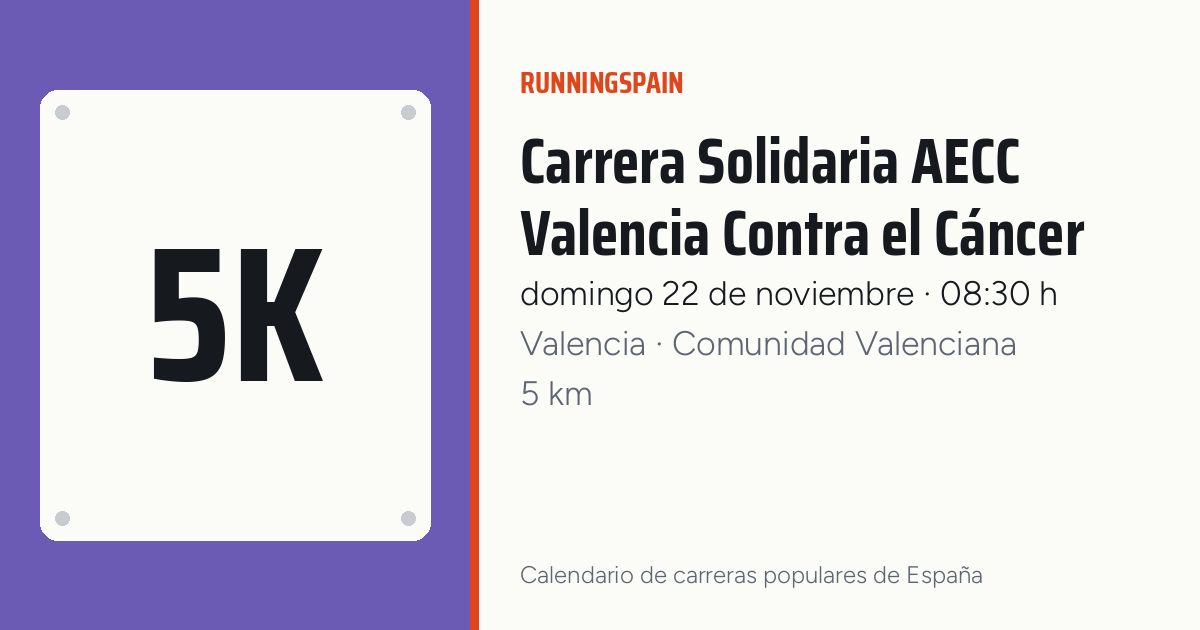 5K
RUNNINGSPAIN
Carrera Solidaria AECC
Valencia Contra el Cáncer
domingo 22 de noviembre · 08:30 h
Valencia · Comunidad Valenciana
5 km
Calendario de carreras populares de España